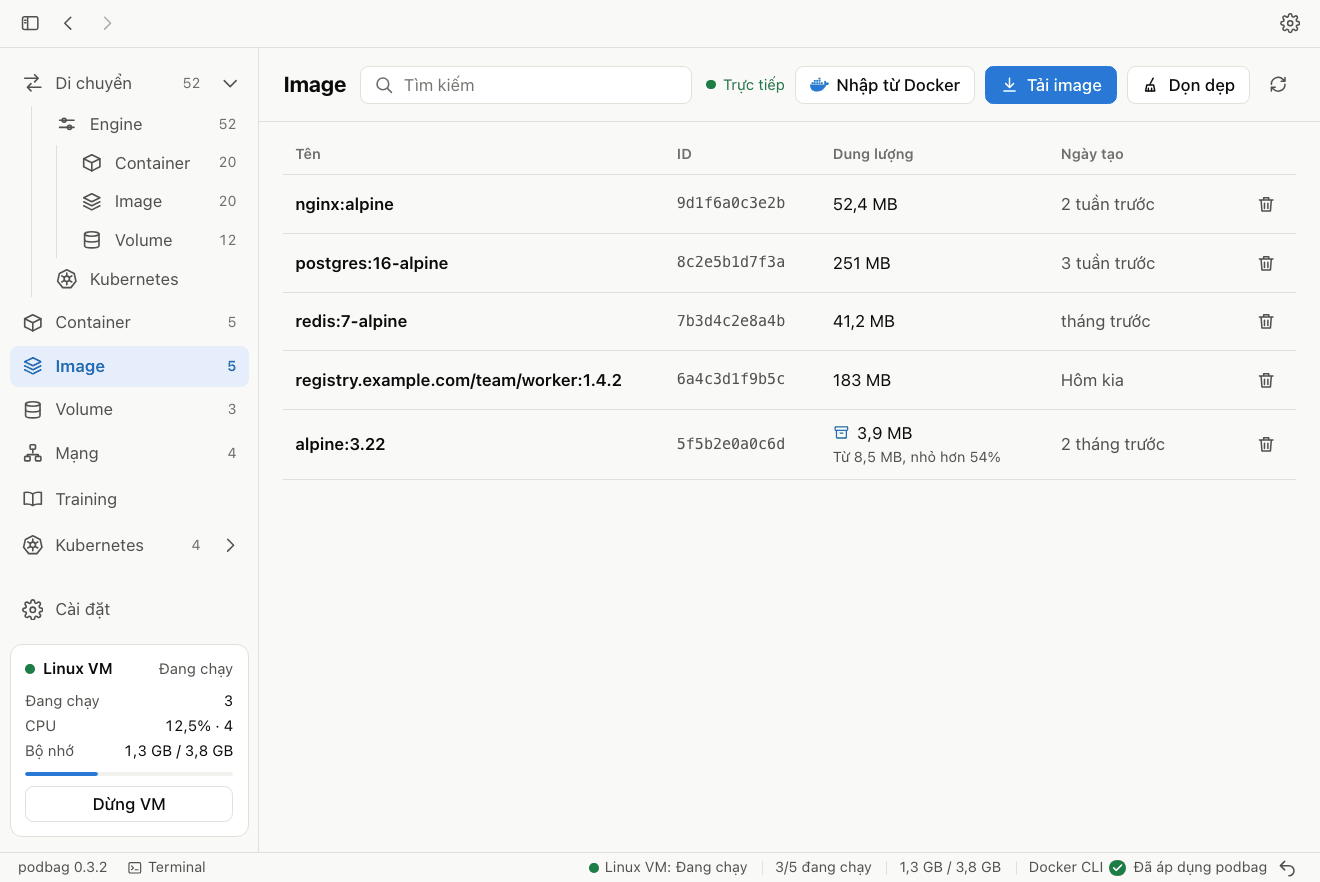 Di chuyển 52
Engine 52
Container 20
Image 20
Volume 12
Kubernetes
Container 5
Image 5
Volume 3
Mạng 4
Training
Kubernetes 4
Cài đặt
Linux VM Đang chạy
Đang chạy 3
CPU 12,5% · 4
Bộ nhớ 1,3 GB / 3,8 GB
Dừng VM
Image Tìm kiếm Trực tiếp Nhập từ Docker Tải image Dọn dẹp
Tên ID Dung lượng Ngày tạo
nginx:alpine 9d1f6a0c3e2b 52,4 MB 2 tuần trước
postgres:16-alpine 8c2e5b1d7f3a 251 MB 3 tuần trước
redis:7-alpine 7b3d4c2e8a4b 41,2 MB tháng trước
registry.example.com/team/worker:1.4.2 6a4c3d1f9b5c 183 MB Hôm kia
alpine:3.22 5f5b2e0a0c6d 3,9 MB 2 tháng trước
Từ 8,5 MB, nhỏ hơn 54%
podbag 0.3.2 Terminal Linux VM: Đang chạy 3/5 đang chạy 1,3 GB / 3,8 GB Docker CLI Đã áp dụng podbag